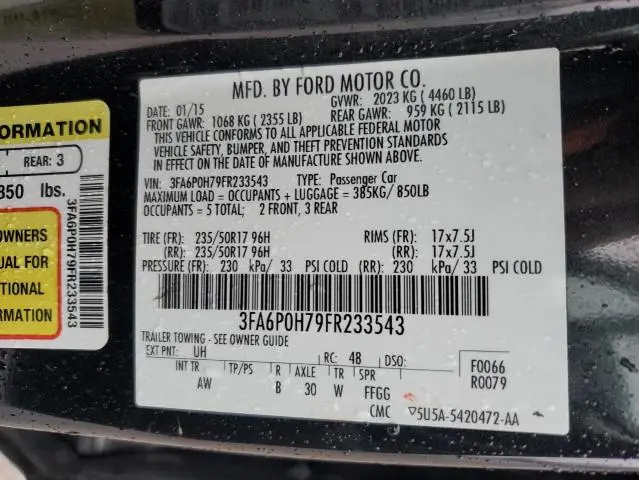 ORMATION
REAR: 3
350 lbs.
OWNERS
UAL FOR
TIONAL
RMATION
3FA6P0H79FR233543
MFD. BY FORD MOTOR CO.
DATE: 01/15 GVWR: 2023 KG ( 4460 LB)
FRONT GAWR: 1068 KG ( 2355 LB) REAR GAWR: 959 KG ( 2115 LB)
THIS VEHICLE CONFORMS TO ALL APPLICABLE FEDERAL MOTOR
VEHICLE SAFETY, BUMPER, AND THEFT PREVENTION STANDARDS
IN EFFECT ON THE DATE OF MANUFACTURE SHOWN ABOVE.
VIN: 3FA6P0H79FR233543 TYPE: Passenger Car
MAXIMUM LOAD = OCCUPANTS + LUGGAGE = 385KG/ 850LB
OCCUPANTS = 5 TOTAL; 2 FRONT, 3 REAR
TIRE (FR): 235/50R17 96H RIMS (FR): 17x7.5J
(RR): 235/50R17 96H (RR): 17x7.5J
PRESSURE (FR): 230 kPa/ 33 PSI COLD (RR): 230 kPa/ 33 PSI COLD
3FA6P0H79FR233543
TRAILER TOWING - SEE OWNER GUIDE
EXT PNT: UH RC: 48 DSO: F0066
INT TR TP/PS R AXLE TR SPR R0079
AW B 30 W FFGG
CMC 5U5A-5420472-AA